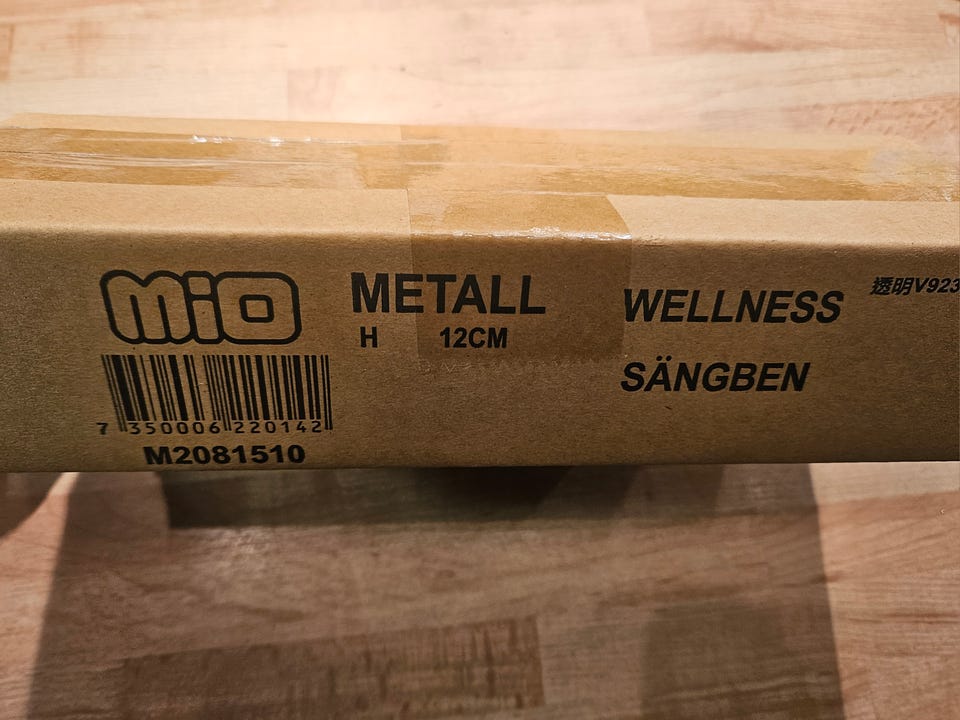 mio
METALL
H 12CM
WELLNESS
SÄNGBEN
透明V923
7 350006 220142
M2081510